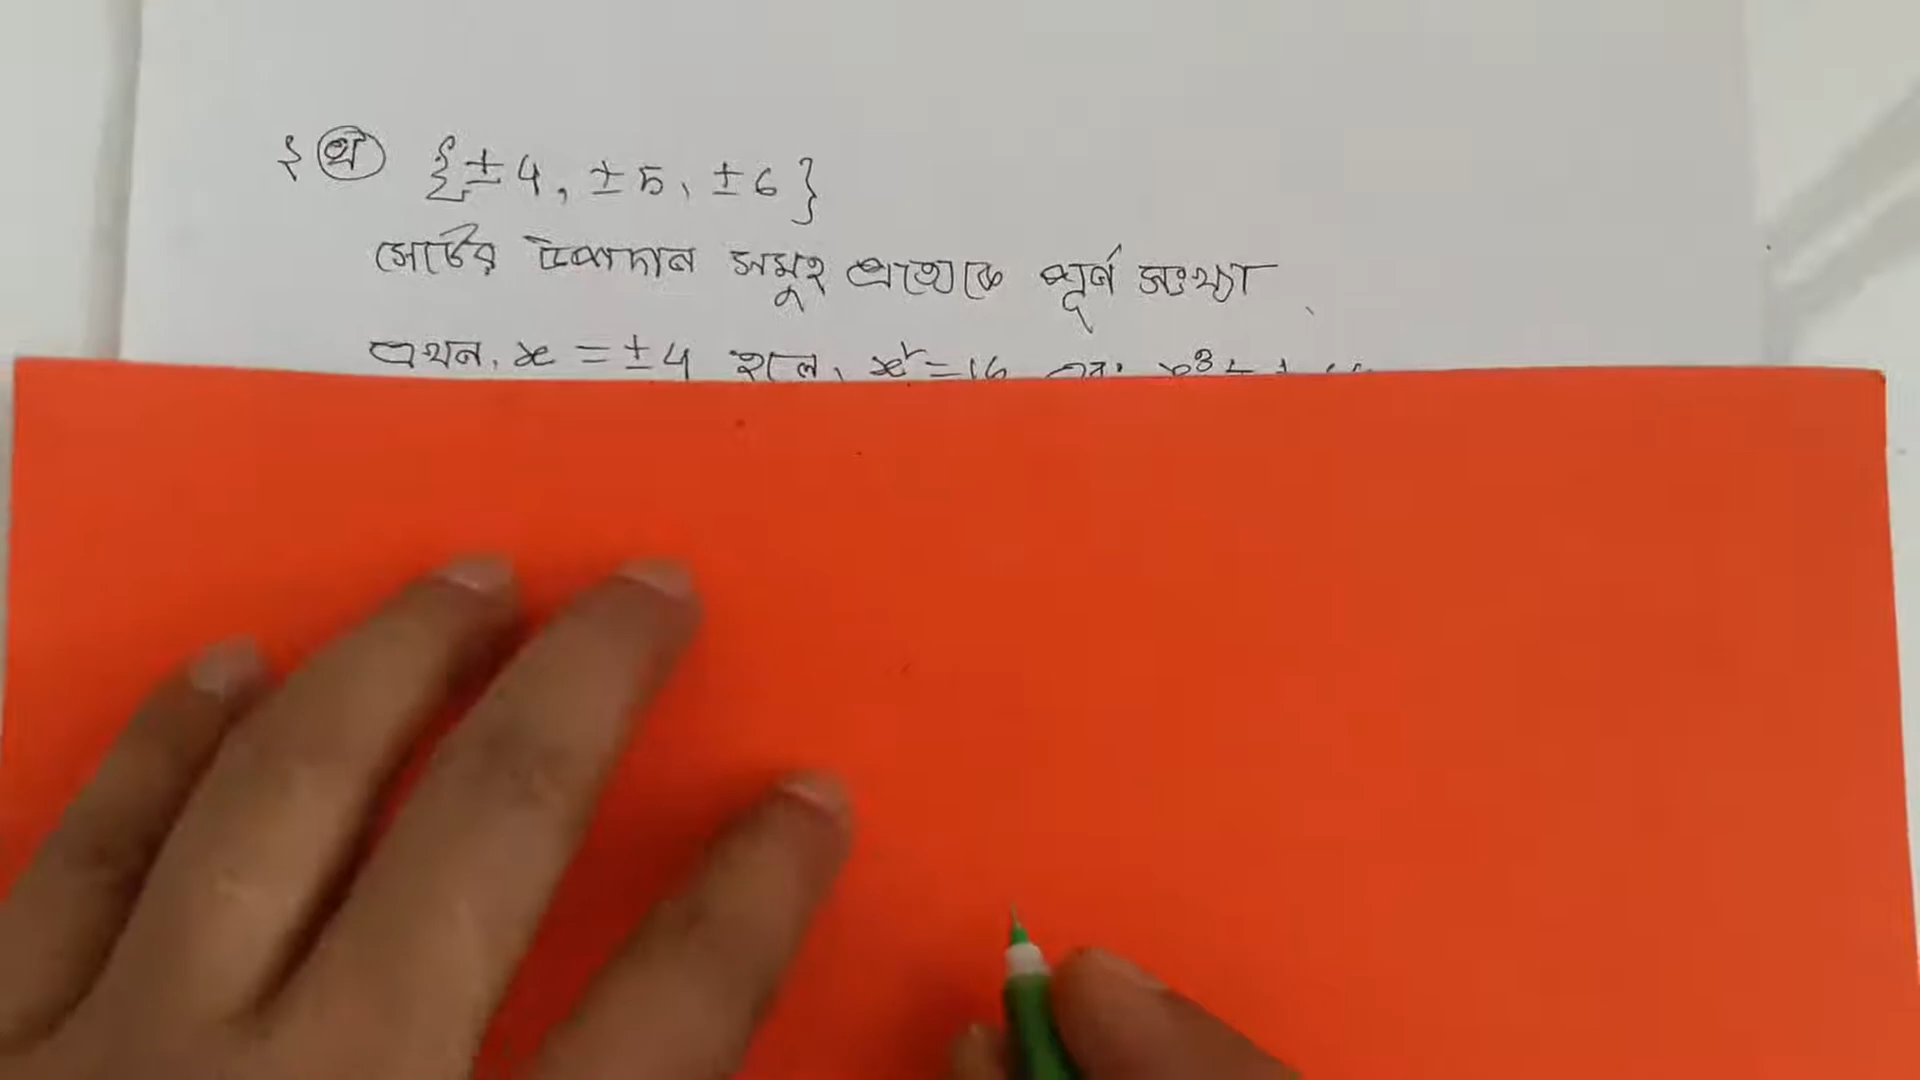 ২ (থ) {±4, ±5, ±6}
সেটের উপাদান সমূহ প্রত্যেকে পূর্ন সংখ্যা
এখন, x = ±4 হলে, x² = 16